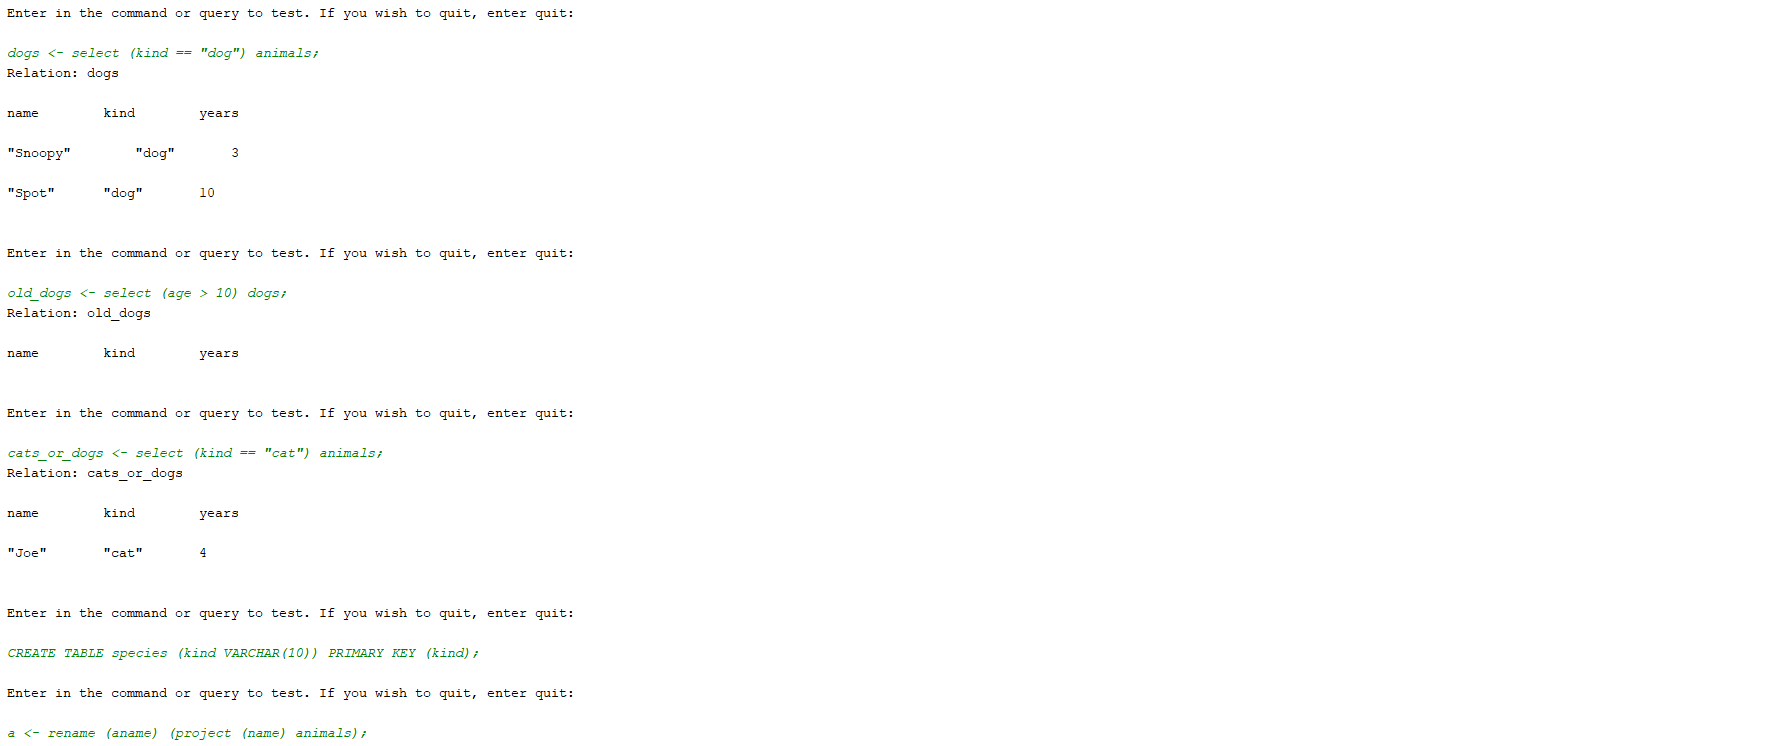 Enter in the command or query to test. If you wish to quit, enter quit:
dogs <- select (kind == "dog") animals;
Relation: dogs
name kind years
"Snoopy" "dog" 3
"Spot" "dog" 10
Enter in the command or query to test. If you wish to quit, enter quit:
old_dogs <- select (age > 10) dogs;
Relation: old_dogs
name kind years
Enter in the command or query to test. If you wish to quit, enter quit:
cats_or_dogs <- select (kind == "cat") animals;
Relation: cats_or_dogs
name kind years
"Joe" "cat" 4
Enter in the command or query to test. If you wish to quit, enter quit:
CREATE TABLE species (kind VARCHAR(10)) PRIMARY KEY (kind);
Enter in the command or query to test. If you wish to quit, enter quit:
a <- rename (aname) (project (name) animals);